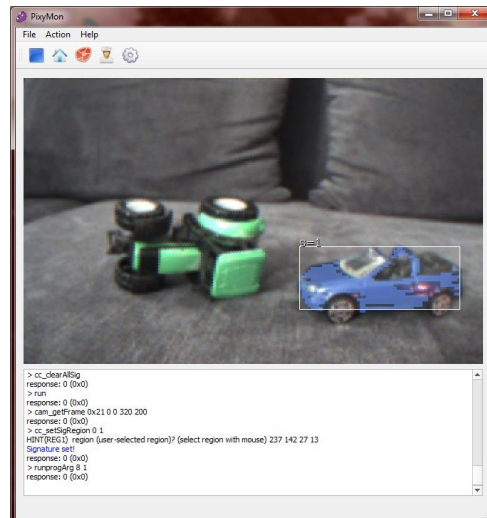 PixyMon
File Action Help
s=1
> cc_clearAllSig
response: 0 (0x0)
> run
response: 0 (0x0)
> cam_getFrame 0x21 0 0 320 200
response: 0 (0x0)
> cc_setSigRegion 0 1
HINT(REG1) region (user-selected region)? (select region with mouse) 237 142 27 13
Signature set!
response: 0 (0x0)
> runprogArg 8 1
response: 0 (0x0)